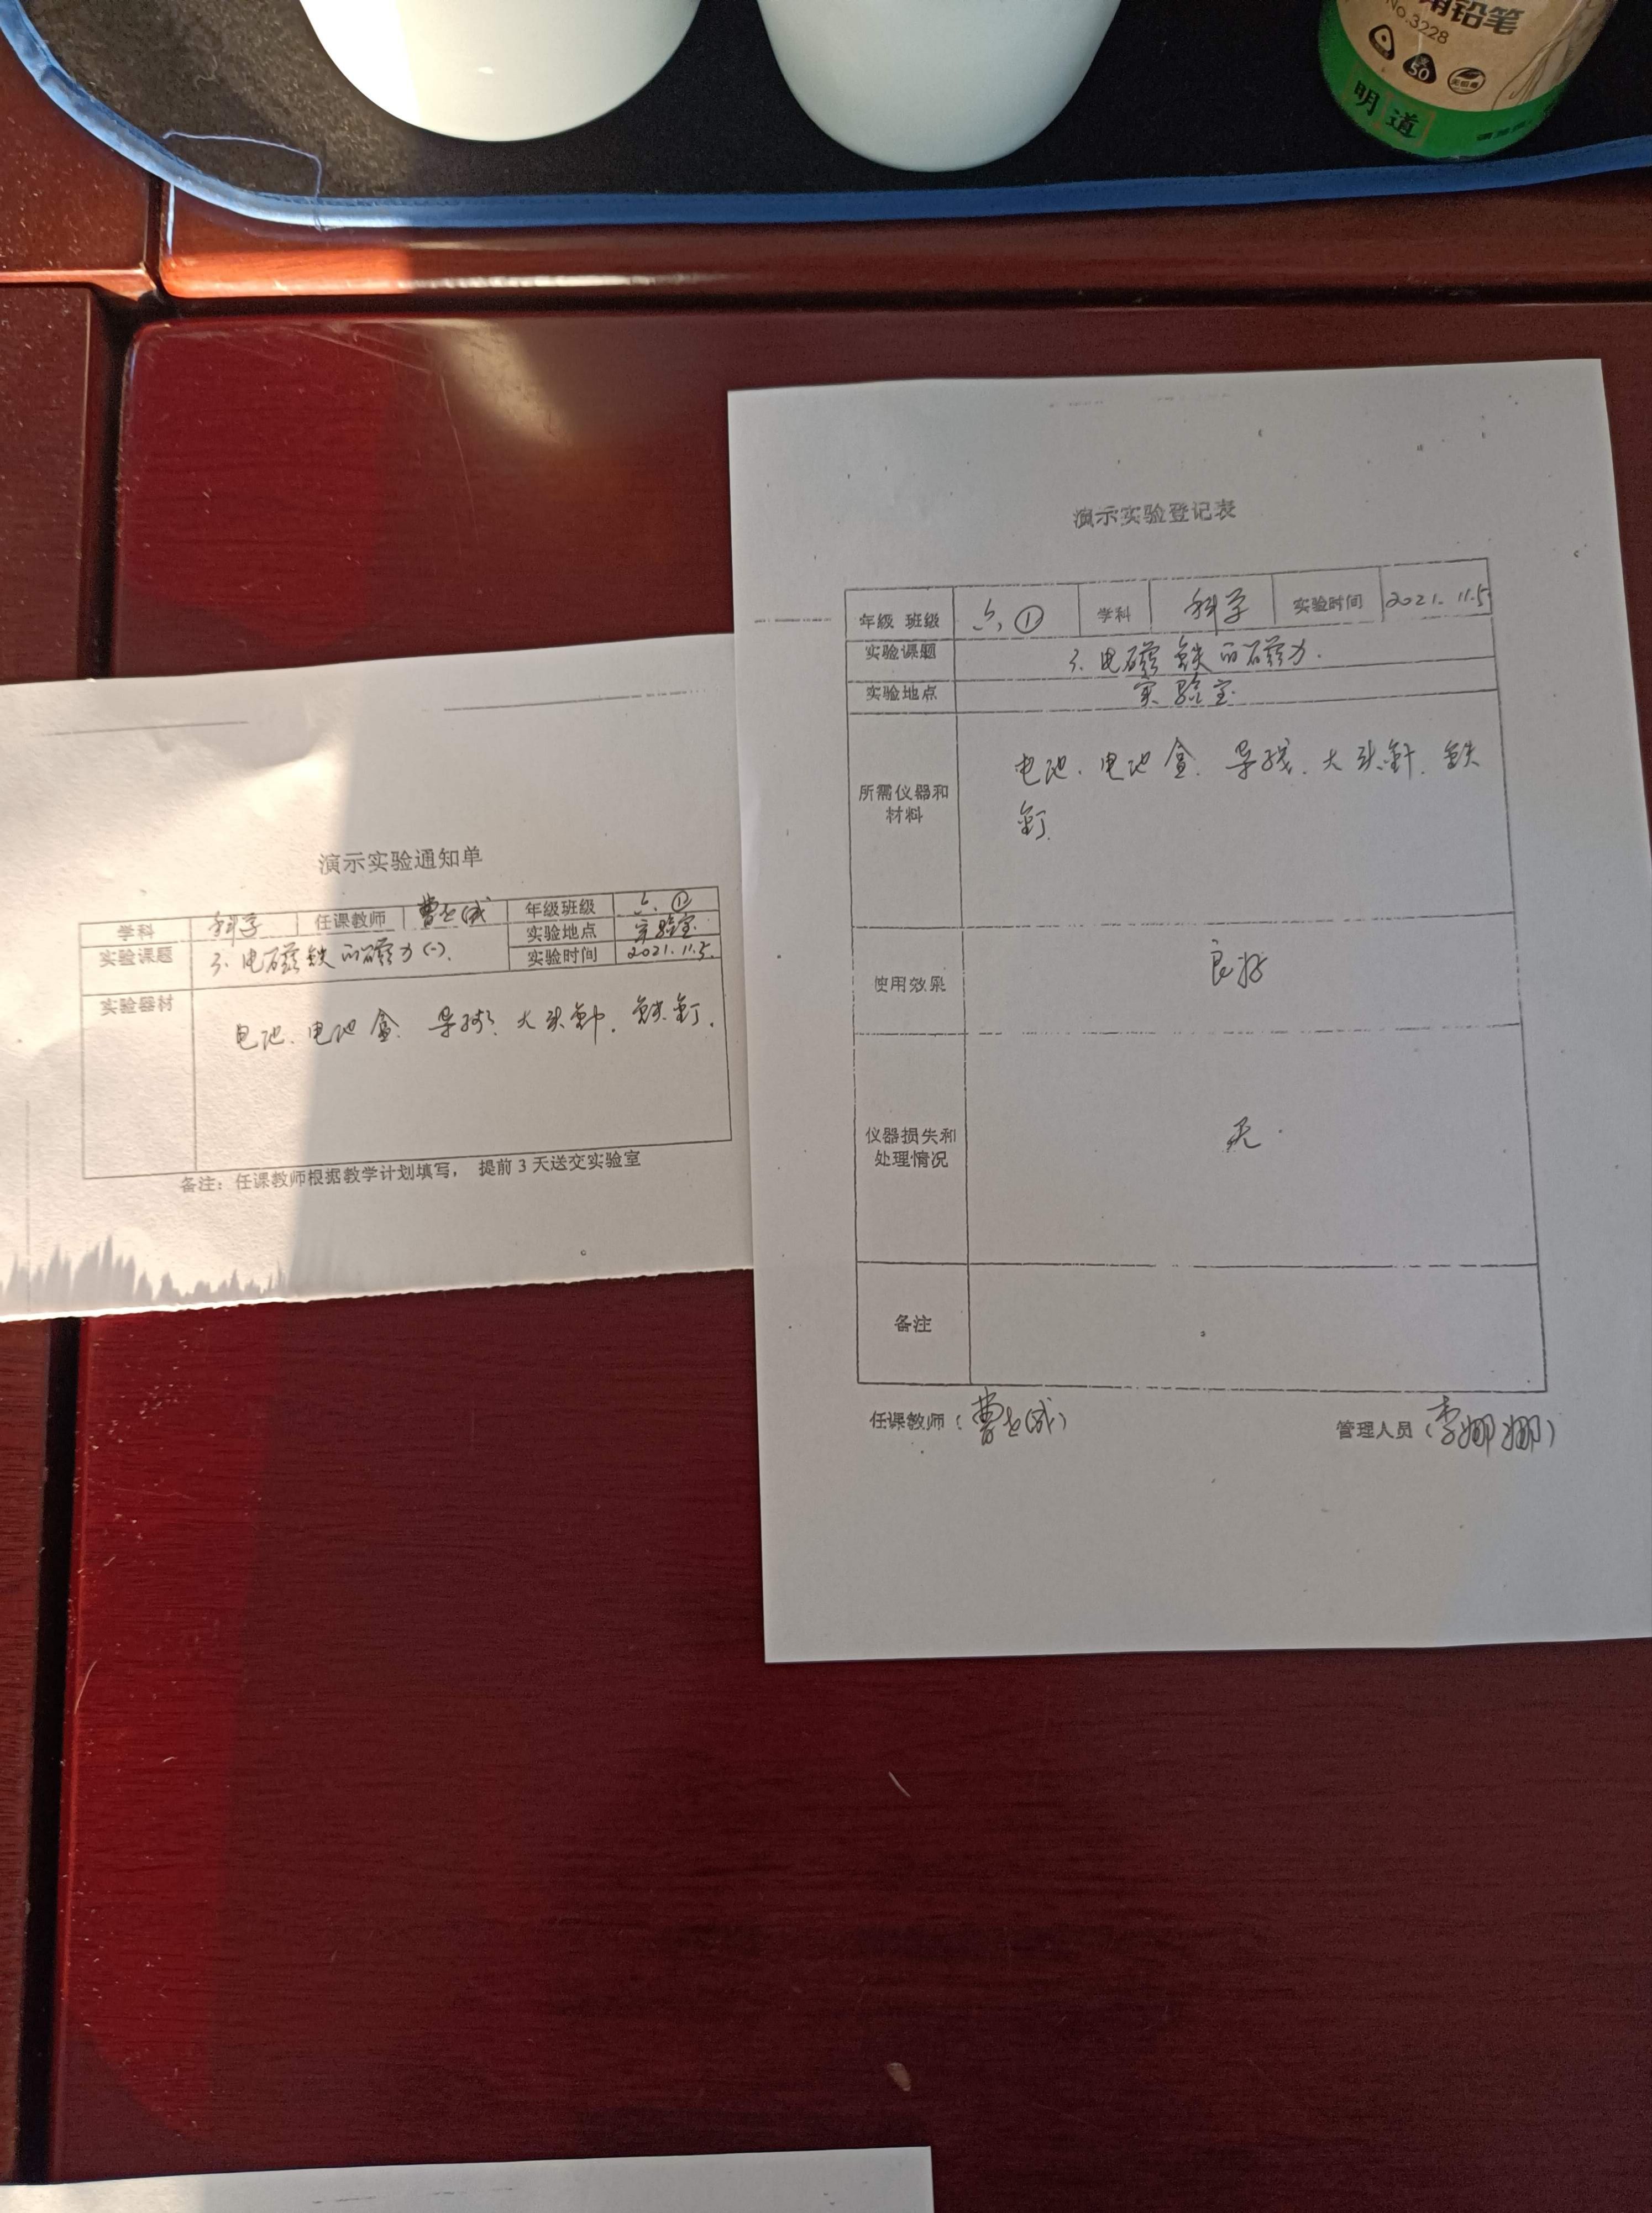 用铅笔
No.3228
50
明道
演示实验通知单
学科 科学 任课教师 曹 成 年级班级 六、①
实验地点 实验室
实验课题 3、电磁铁的磁力(一).
实验时间 2021.11.5.
实验器材 电池、电池盒、导线、大头针、铁钉.
备注：任课教师根据教学计划填写， 提前 3 天送交实验室
演示实验登记表
年级 班级 六、① 学科 科学 实验时间 2021.11.5
实验课题 3、电磁铁的磁力.
实验地点 实验室
所需仪器和
材料
电池、电池盒、导线、大头针、铁
钉.
使用效果 良好
仪器损失和
处理情况
无.
备注
任课教师（曹 成）
管理人员（李娜娜）